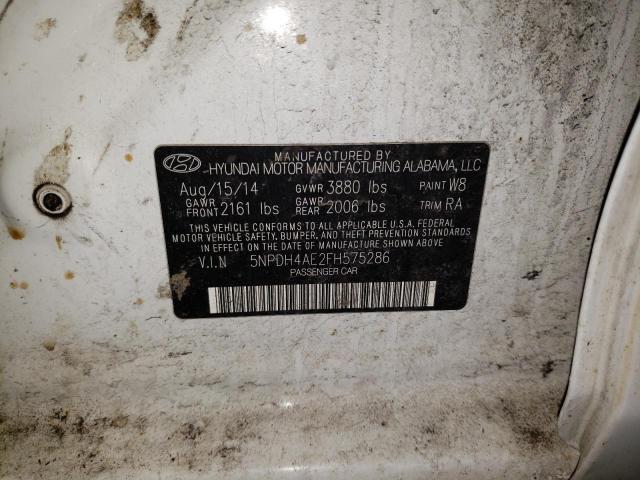 MANUFACTURED BY
HYUNDAI MOTOR MANUFACTURING ALABAMA, LLC
Aug/15/14 GVWR 3880 lbs PAINT W8
GAWR FRONT 2161 lbs GAWR REAR 2006 lbs TRIM RA
THIS VEHICLE CONFORMS TO ALL APPLICABLE U.S.A. FEDERAL
MOTOR VEHICLE SAFETY, BUMPER, AND THEFT PREVENTION STANDARDS
IN EFFECT ON THE DATE OF MANUFACTURE SHOWN ABOVE.
V.I.N 5NPDH4AE2FH575286
PASSENGER CAR